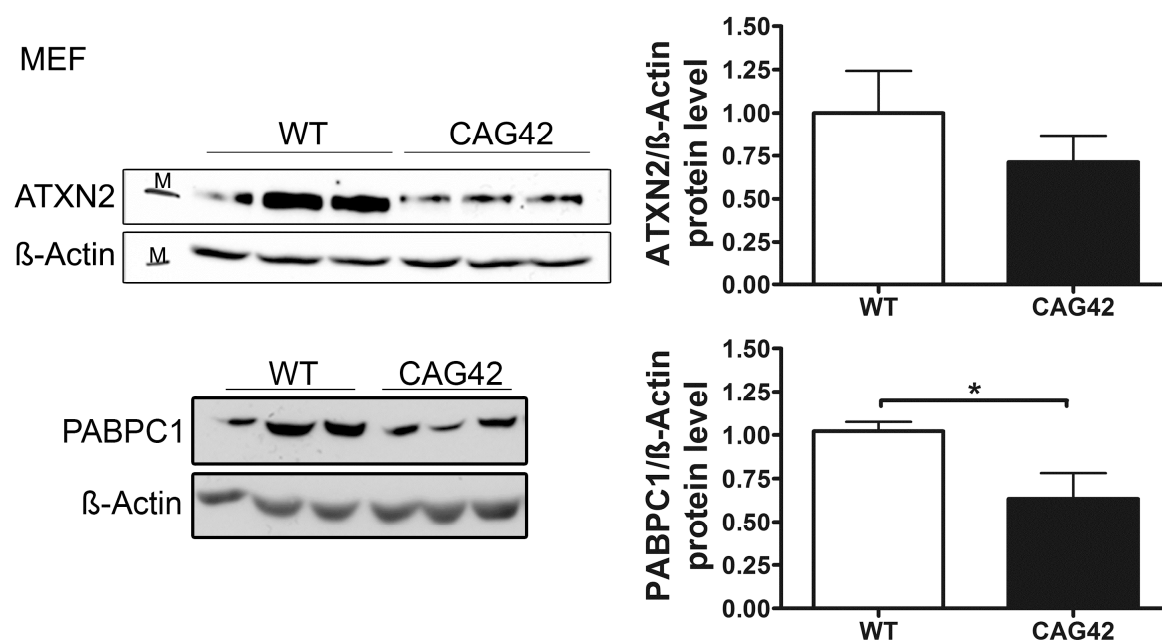 MEF
WT CAG42
ATXN2
M
ß-Actin
M
WT CAG42
PABPC1
ß-Actin
ATXN2/ß-Actin
protein level
1.50
1.25
1.00
0.75
0.50
0.25
0.00
WT CAG42
PABPC1/ß-Actin
protein level
1.50
1.25
1.00
0.75
0.50
0.25
0.00
*
WT CAG42